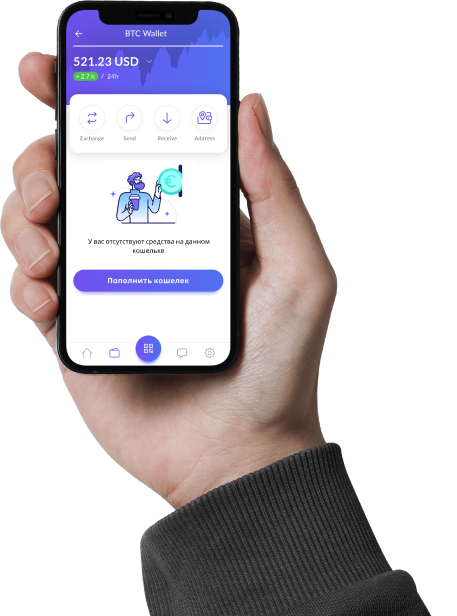 BTC Wallet
521.23 USD
+ 2.7 % / 24h
Exchange Send Receive Address
У вас отсутствуют средства на данном
кошельке
Пополнить кошелек